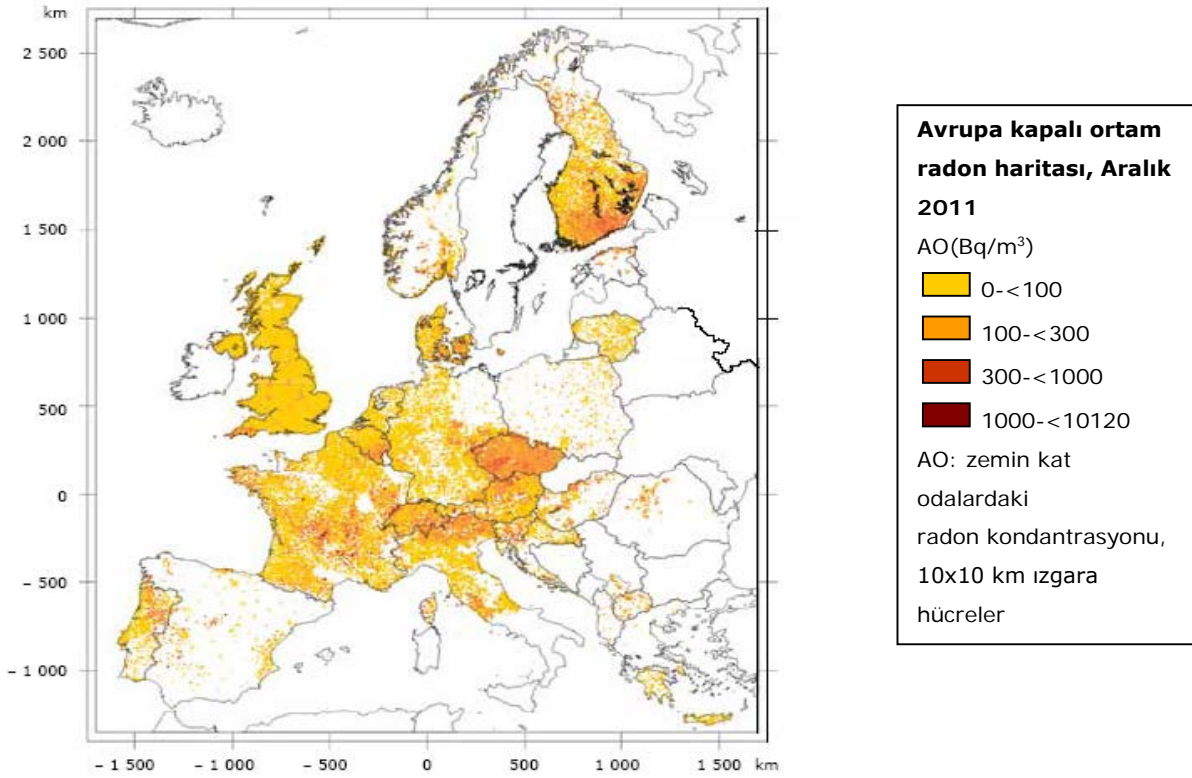 km
2 500
2 000
1 500
1 000
500
0
– 500
– 1 000
– 1 500
– 1 000
– 500
0
500
1 000
1 500
km
Avrupa kapalı ortam
radon haritası, Aralık
2011
AO(Bq/m³)
0-<100
100-<300
300-<1000
1000-<10120
AO: zemin kat
odalardaki
radon kondantrasyonu,
10x10 km ızgara
hücreler